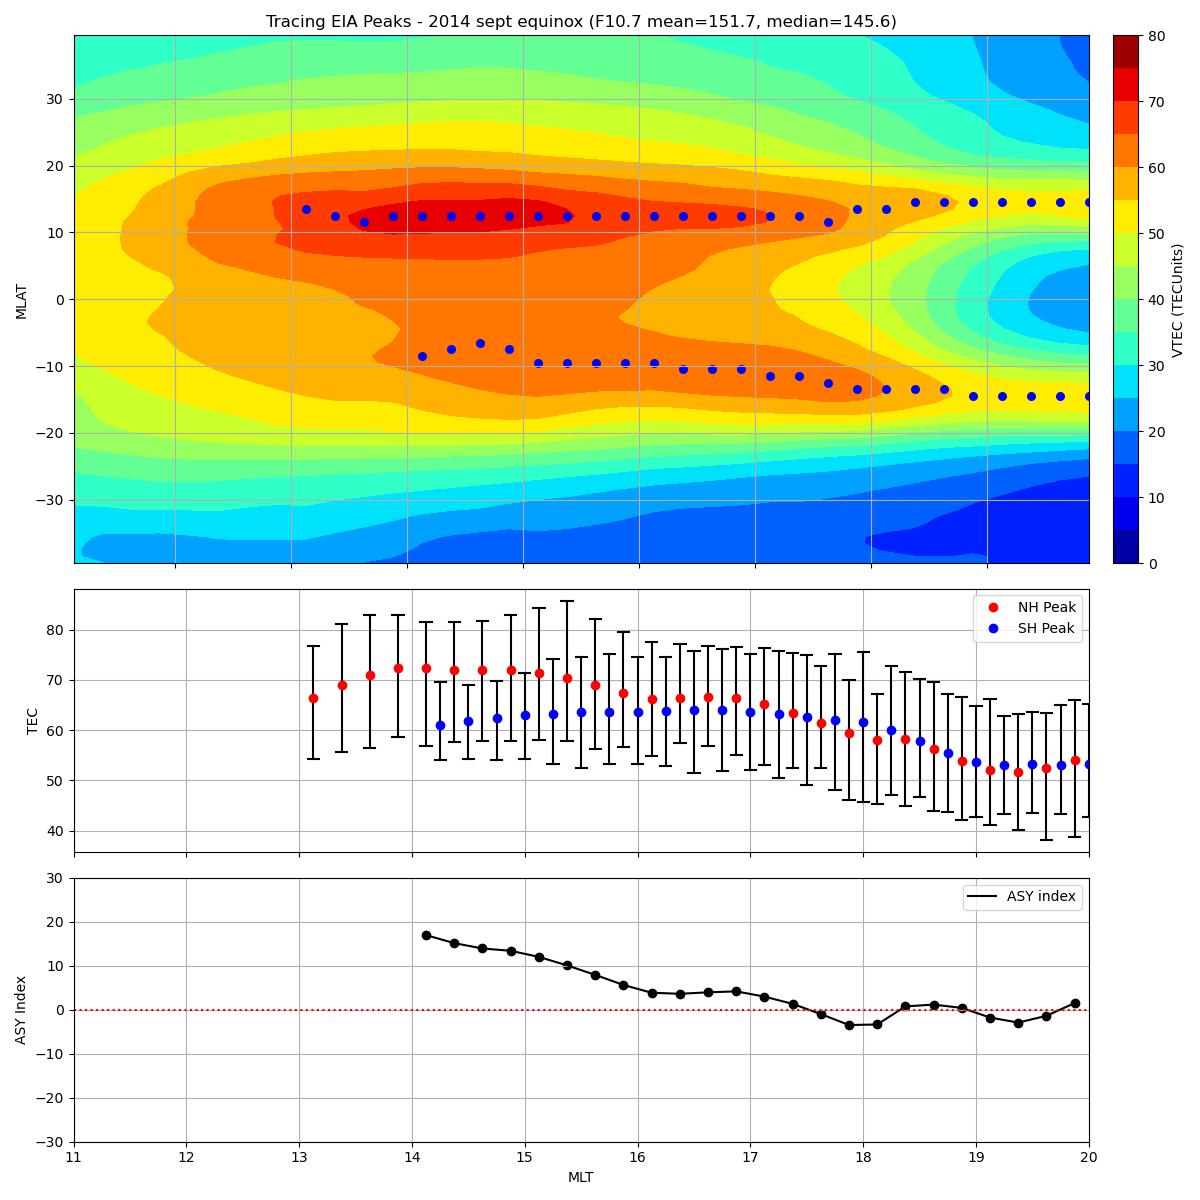 Tracing EIA Peaks - 2014 sept equinox (F10.7 mean=151.7, median=145.6)
MLAT
30
20
10
0
−10
−20
−30
80
70
60
50
40
30
20
10
0
VTEC (TECUnits)
TEC
80
70
60
50
40
NH Peak
SH Peak
ASY Index
30
20
10
0
−10
−20
−30
ASY index
11 12 13 14 15 16 17 18 19 20
MLT